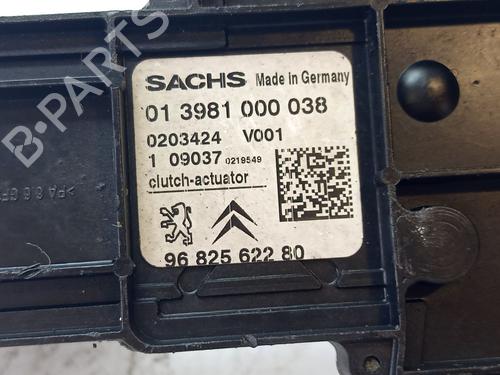 SACHS Made in Germany
01 3981 000 038
0203424 V001
1 09037 0219549
clutch-actuator
96 825 622 80